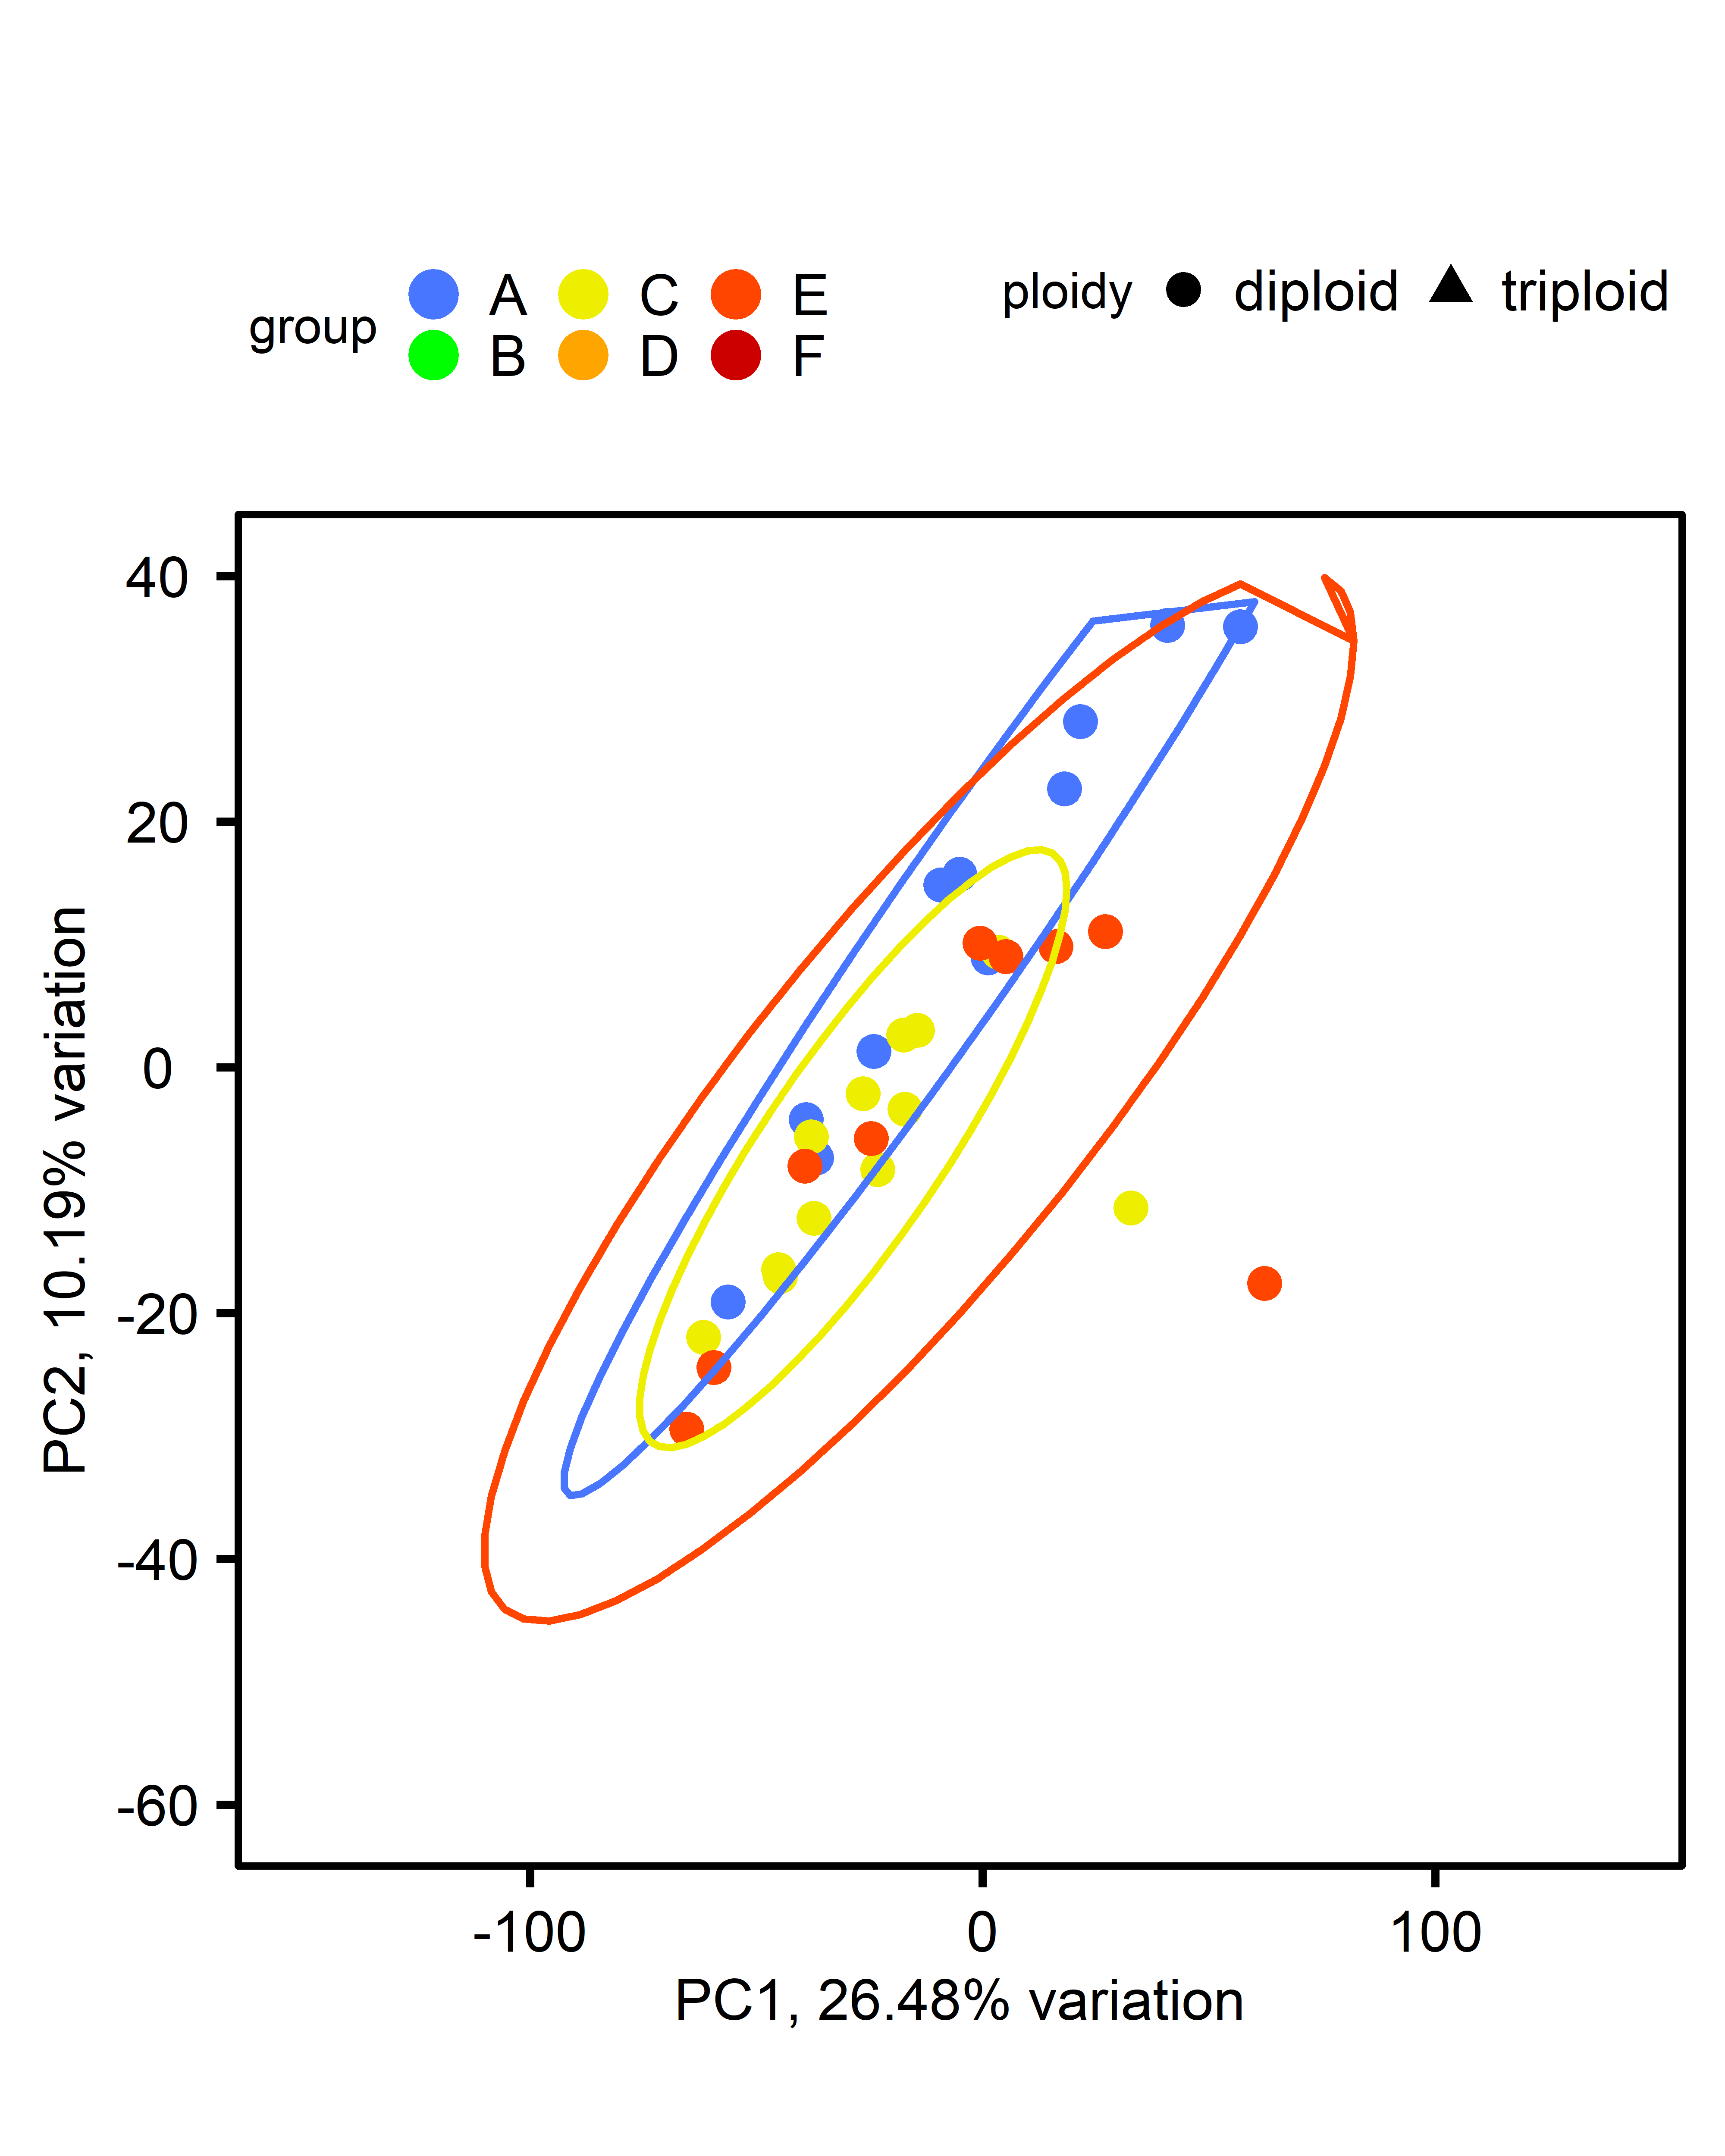 group A C E
B D F
ploidy diploid triploid
40
20
0
-20
-40
-60
PC2, 10.19% variation
-100 0 100
PC1, 26.48% variation